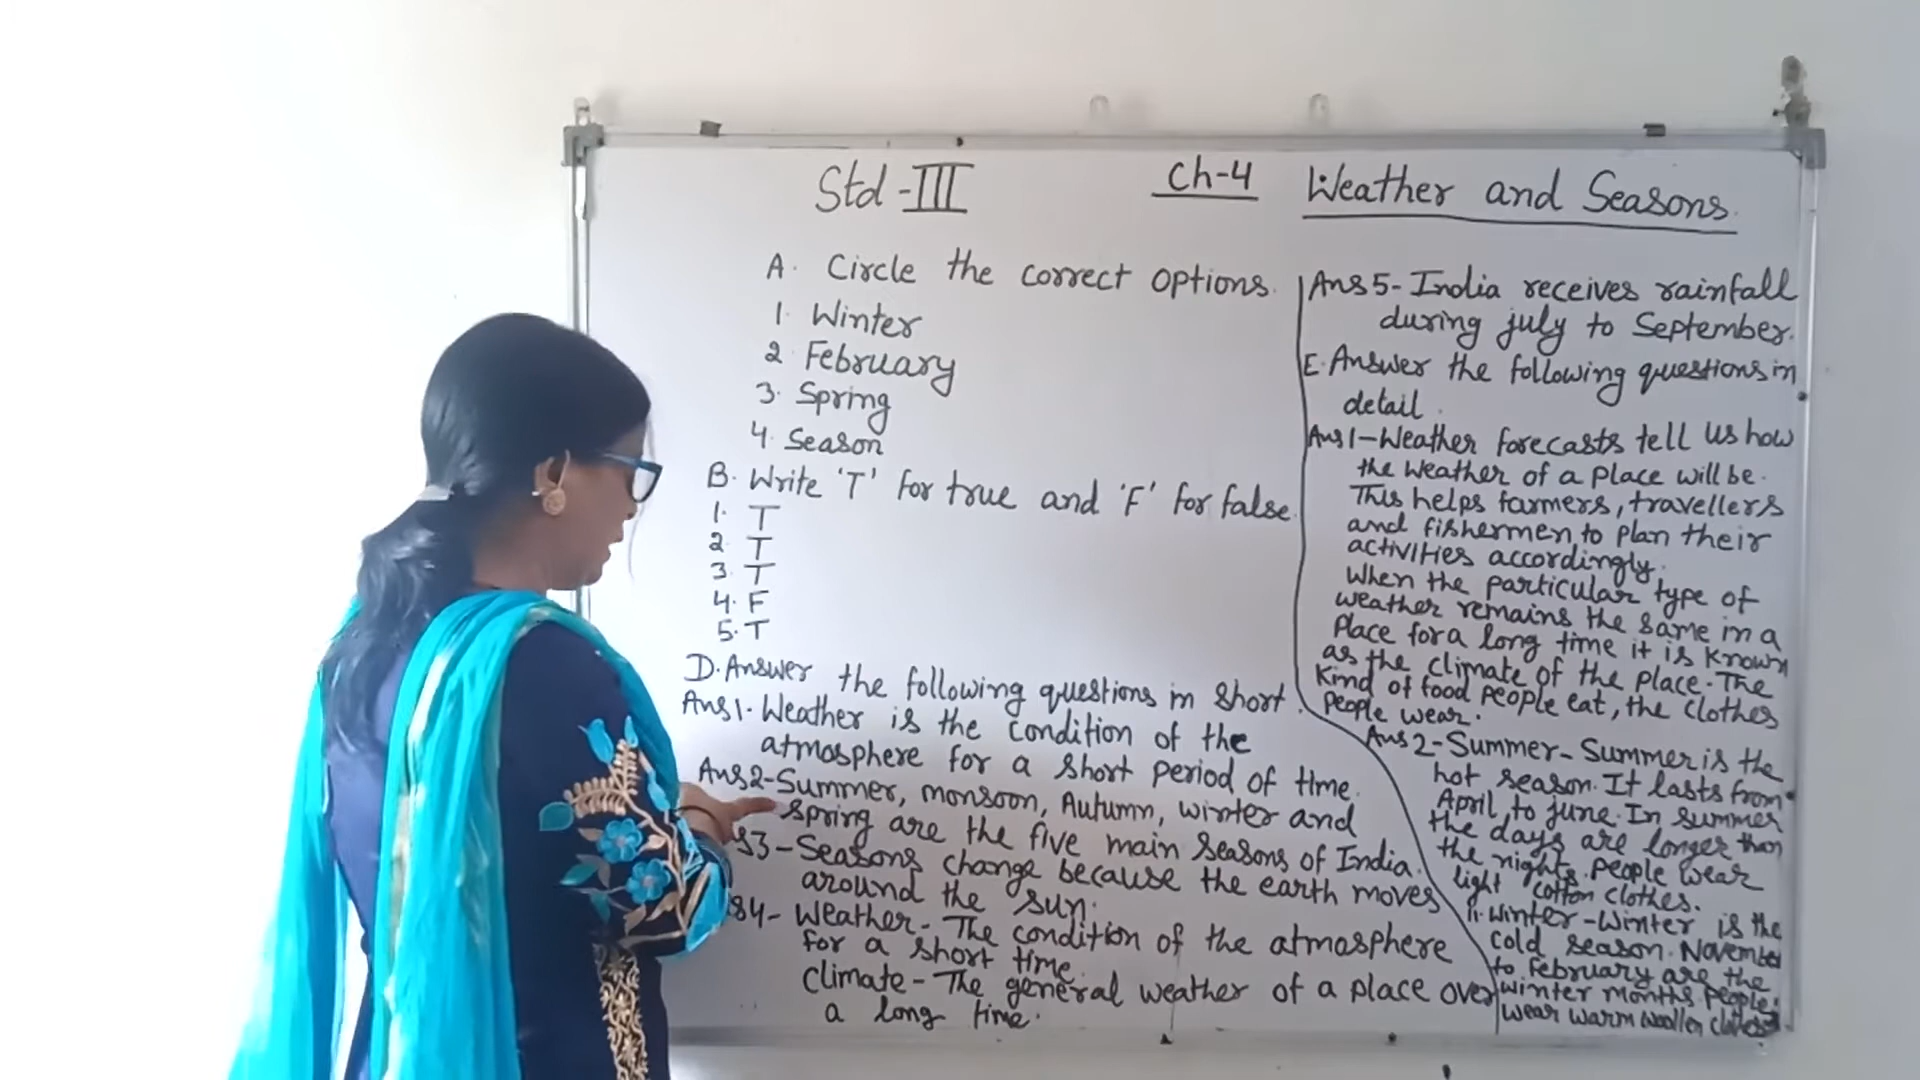 Std-III
Ch-4 Weather and Seasons.
A. Circle the correct options.
1. Winter
2 February
3. Spring
4. Season
B. Write 'T' for true and 'F' for false.
1. T
2. T
3. T
4. F
5. T
D. Answer the following questions in short.
Ans1. Weather is the condition of the
atmosphere for a short period of time.
Ans2-Summer, monsoon, Autumn, winter and
spring are the five main seasons of India.
s3-Seasons change because the earth moves
around the sun.
s4- Weather- The condition of the atmosphere
for a short time.
Climate- The general weather of a place over
a long time.
Ans5-India receives rainfall
during july to September.
E. Answer the following questions in
detail.
Ans1-Weather forecasts tell us how
the weather of a place will be.
This helps farmers, travellers
and fishermen to plan their
activities accordingly.
When the particular type of
weather remains the same in a
place for a long time it is known
as the climate of the place. The
kind of food people eat, the clothes
people wear.
Ans2-Summer-Summer is the
hot season. It lasts from
April to june. In summer
the days are longer than
the nights. people wear
light cotton clothes.
11. Winter-Winter is the
cold season. November
to february are the
winter months. People
wear warm woollen clothes